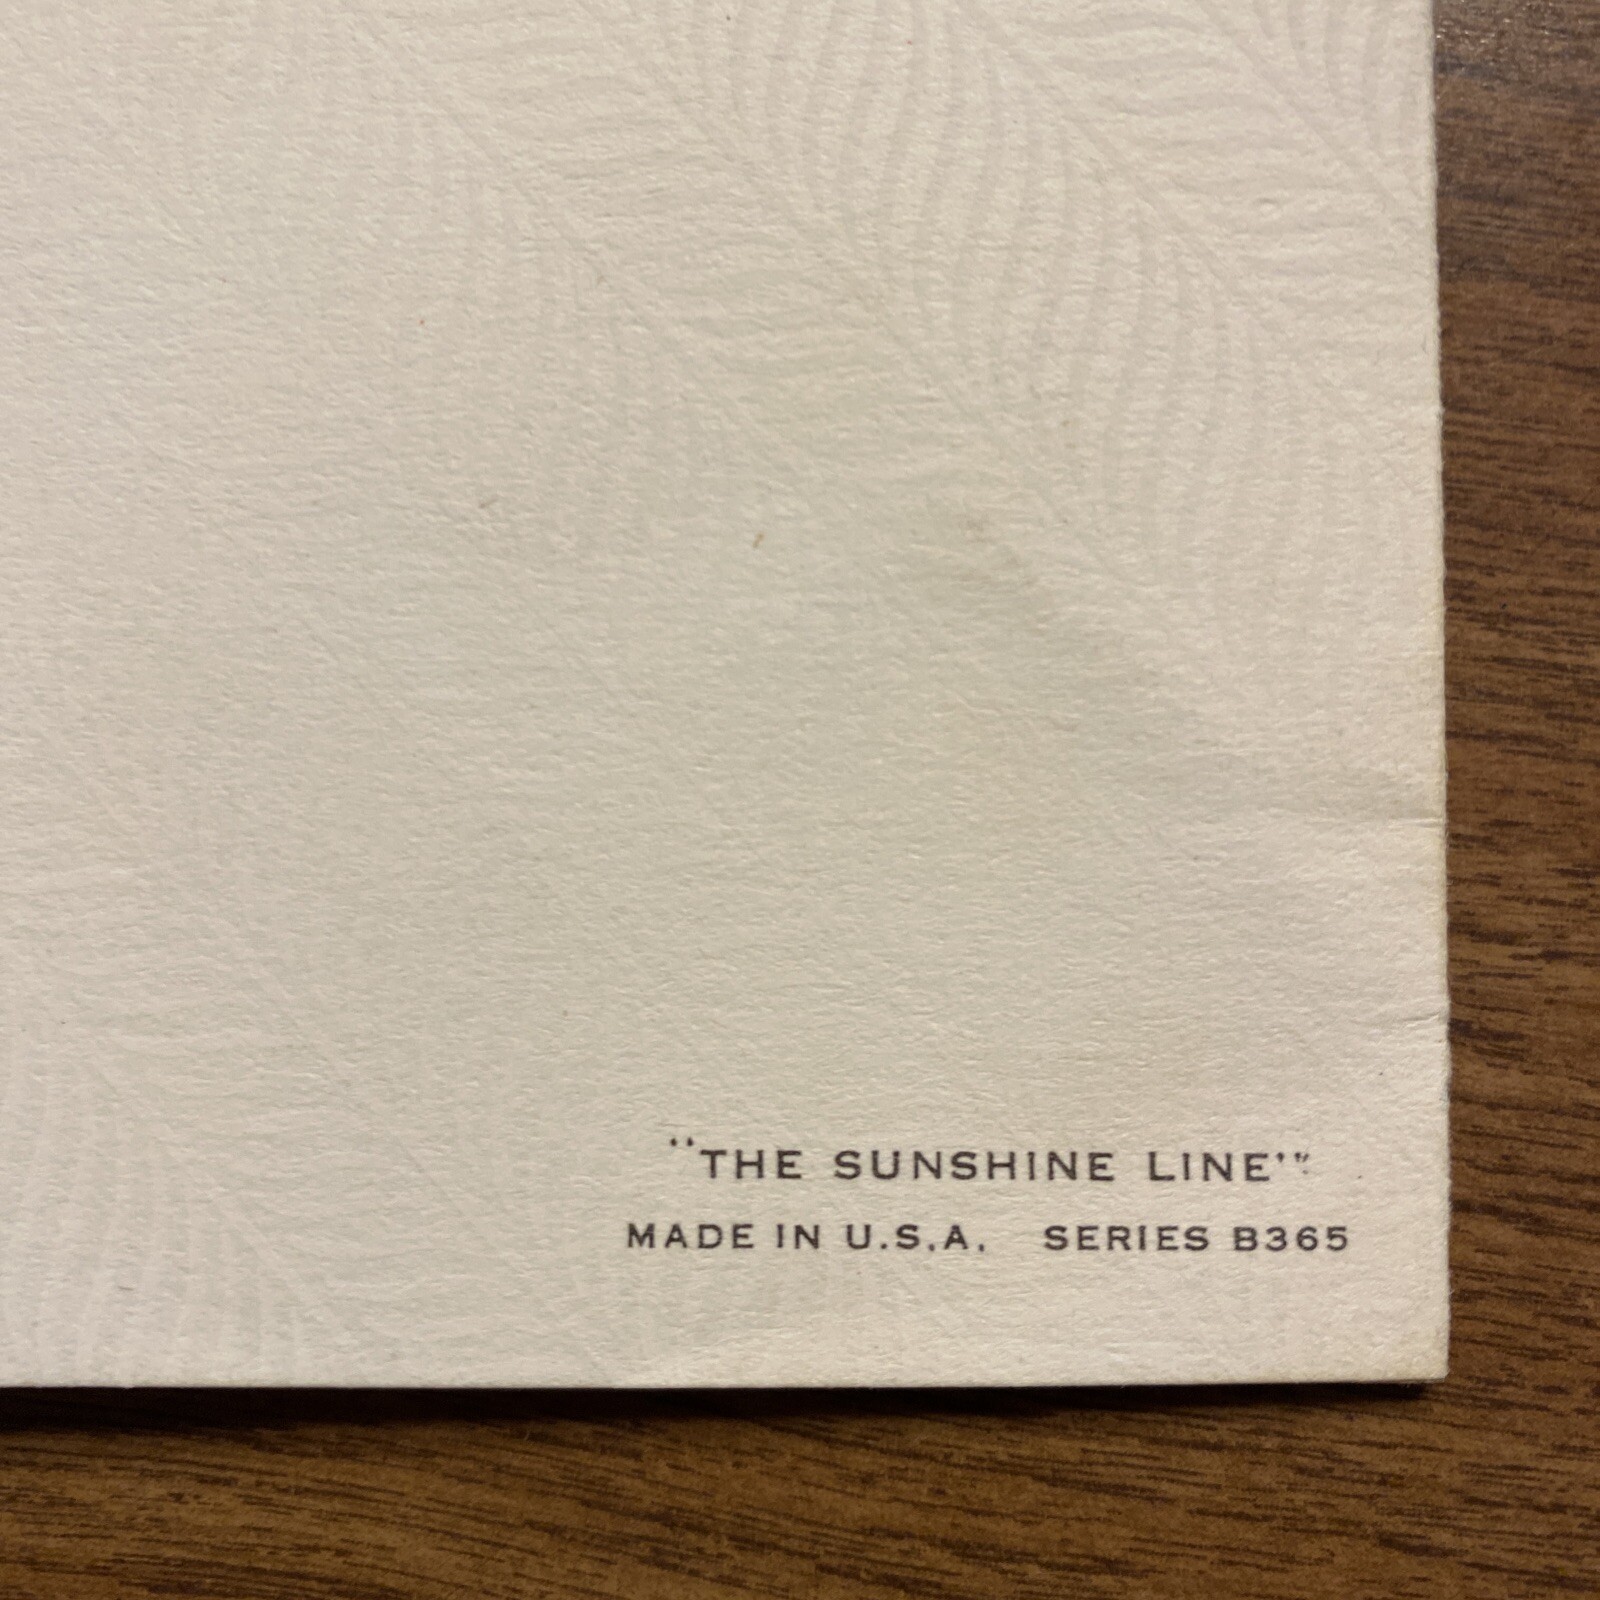 "THE SUNSHINE LINE"
MADE IN U.S.A. SERIES B365